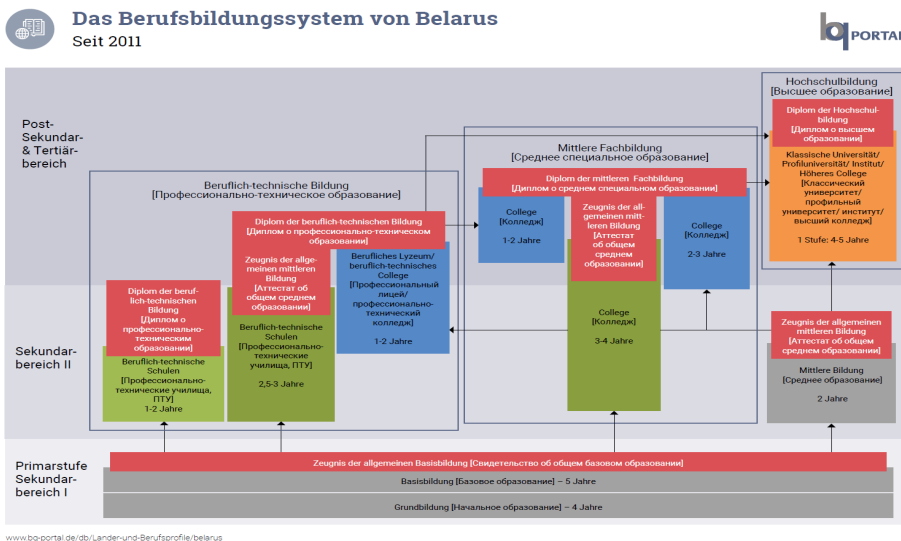 Das Berufsbildungssystem von Belarus
Seit 2011
bq PORTAL
Post-
Sekundar-
& Tertiär-
bereich
Hochschulbildung
[Высшее образование]
Diplom der Hochschul-
bildung
[Диплом о высшем
образовании]
Klassische Universität/
Profiluniversität/ Institut/
Höheres College
[Классический
университет/
профильный
университет/ институт/
высший колледж]
1 Stufe: 4-5 Jahre
Mittlere Fachbildung
[Среднее специальное образование]
Diplom der mittleren Fachbildung
[Диплом о среднем специальном образовании]
College
[Колледж]
1-2 Jahre
Zeugnis der all-
gemeinen mitt-
leren Bildung
[Аттестат
об общем
среднем
образовании]
College
[Колледж]
3-4 Jahre
College
[Колледж]
2-3 Jahre
Beruflich-technische Bildung
[Профессионально-техническое образование]
Diplom der beruflich-technischen Bildung
[Диплом о профессионально-техническом
образовании]
Zeugnis der allge-
meinen mittleren
Bildung
[Аттестат об
общем среднем
образовании]
Berufliches Lyzeum/
beruflich-technisches
College
[Профессиональный
лицей/
профессионально-
технический
колледж]
1-2 Jahre
Diplom der beruf-
lich-technischen
Bildung
[Диплом о
профессионально-
техническим
образовании]
Beruflich-technische
Schulen
[Профессионально-
технические училища,
ПТУ]
1-2 Jahre
Beruflich-technische
Schulen
[Профессионально-
технические
училища, ПТУ]
2,5-3 Jahre
Sekundar-
bereich II
Zeugnis der allgemeinen
mittleren Bildung
[Аттестат об общем
среднем образовании]
Mittlere Bildung
[Среднее образование]
2 Jahre
Primarstufe
Sekundar-
bereich I
Zeugnis der allgemeinen Basisbildung [Свидетельство об общем базовом образовании]
Basisbildung [Базовое образование] – 5 Jahre
Grundbildung [Начальное образование] – 4 Jahre
www.bq-portal.de/db/Länder-und-Berufsprofile/belarus